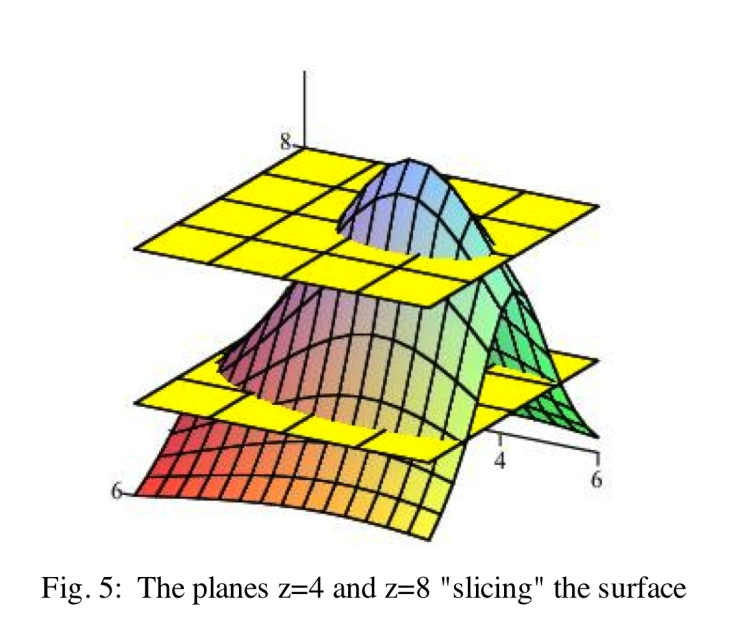 8
4
6
6
Fig. 5: The planes z=4 and z=8 "slicing" the surface